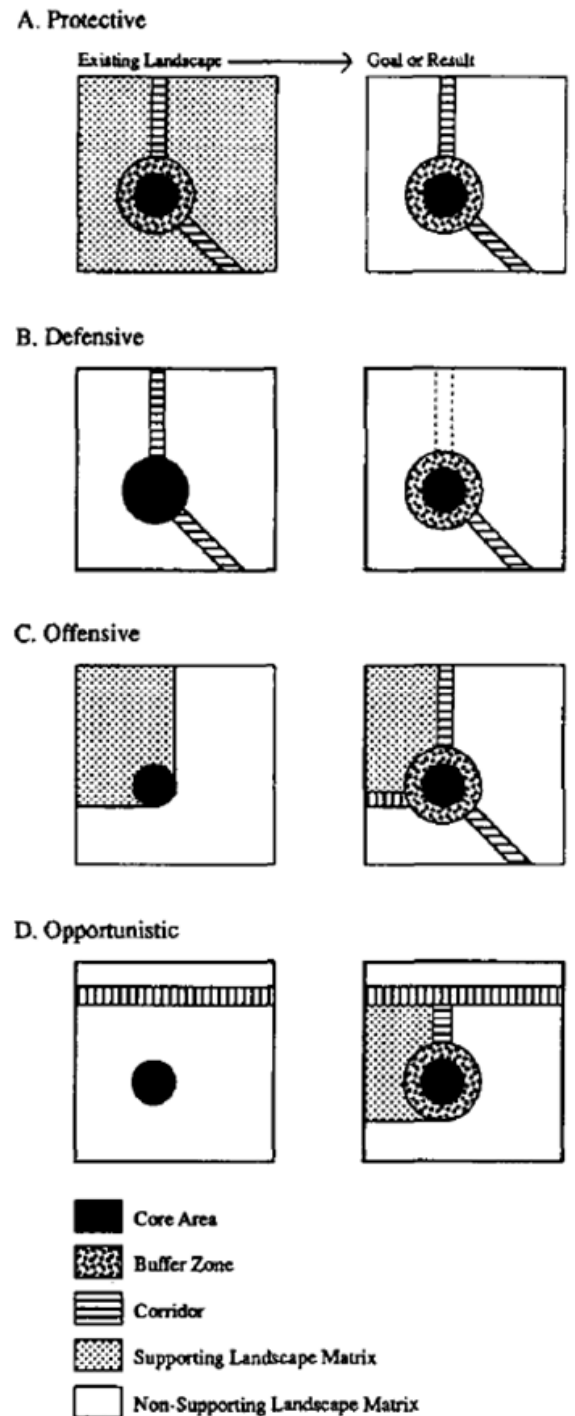 A. Protective
Existing Landscape
Goal or Result
B. Defensive
C. Offensive
D. Opportunistic
Core Area
Buffer Zone
Corridor
Supporting Landscape Matrix
Non-Supporting Landscape Matrix